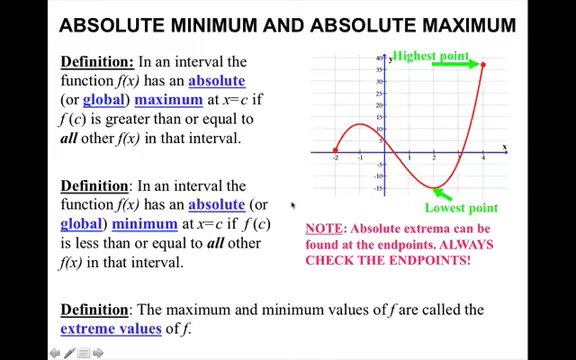 ABSOLUTE MINIMUM AND ABSOLUTE MAXIMUM
Definition: In an interval the
function f(x) has an absolute
(or global) maximum at x=c if
f (c) is greater than or equal to
all other f(x) in that interval.
Definition: In an interval the
function f(x) has an absolute (or
global) minimum at x=c if f (c)
is less than or equal to all other
f(x) in that interval.
Highest point
y
40
35
30
25
20
15
10
5
-5
-10
-15
-2
-1
0
1
2
3
4
x
Lowest point
NOTE: Absolute extrema can be
found at the endpoints. ALWAYS
CHECK THE ENDPOINTS!
Definition: The maximum and minimum values of f are called the
extreme values of f.